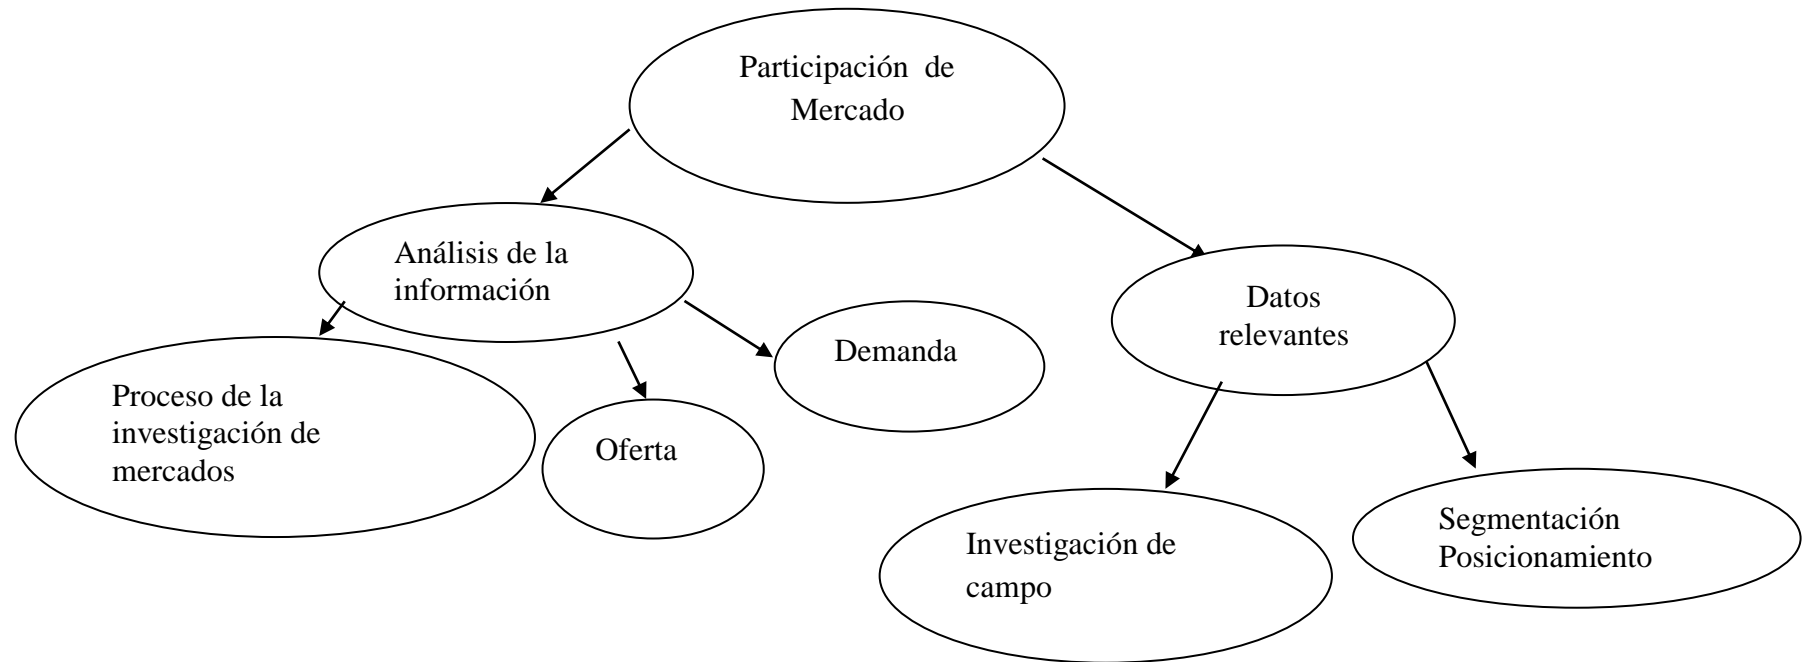 Participación de
Mercado
Análisis de la
información
Datos
relevantes
Demanda
Proceso de la
investigación de
mercados
Oferta
Investigación de
campo
Segmentación
Posicionamiento